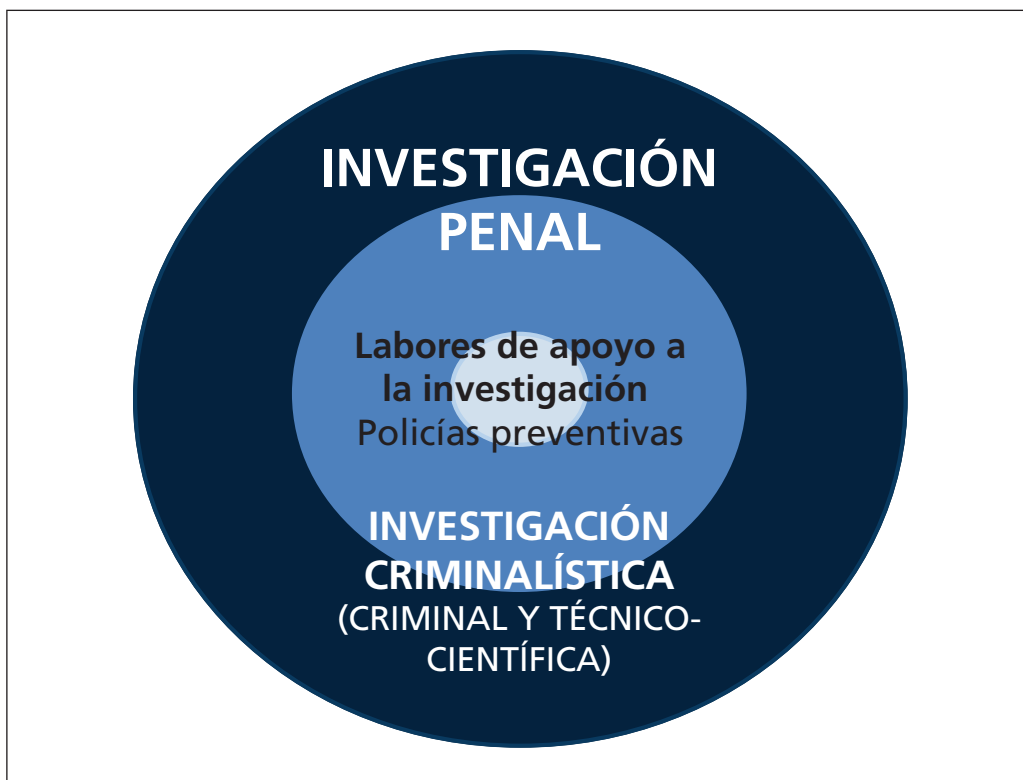 INVESTIGACIÓN
PENAL
Labores de apoyo a
la investigación
Policías preventivas
INVESTIGACIÓN
CRIMINALÍSTICA
(CRIMINAL Y TÉCNICO-
CIENTÍFICA)